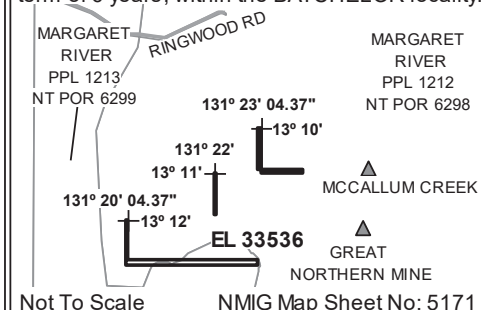 term of 6 years, within the BATCHELOR locality.
MARGARET
RIVER
PPL 1213
NT POR 6299
RINGWOOD RD
MARGARET
RIVER
PPL 1212
NT POR 6298
131º 23' 04.37"
13º 10'
131º 22'
13º 11'
131º 20' 04.37"
13º 12'
MCCALLUM CREEK
EL 33536
GREAT
NORTHERN MINE
Not To Scale NMIG Map Sheet No: 5171